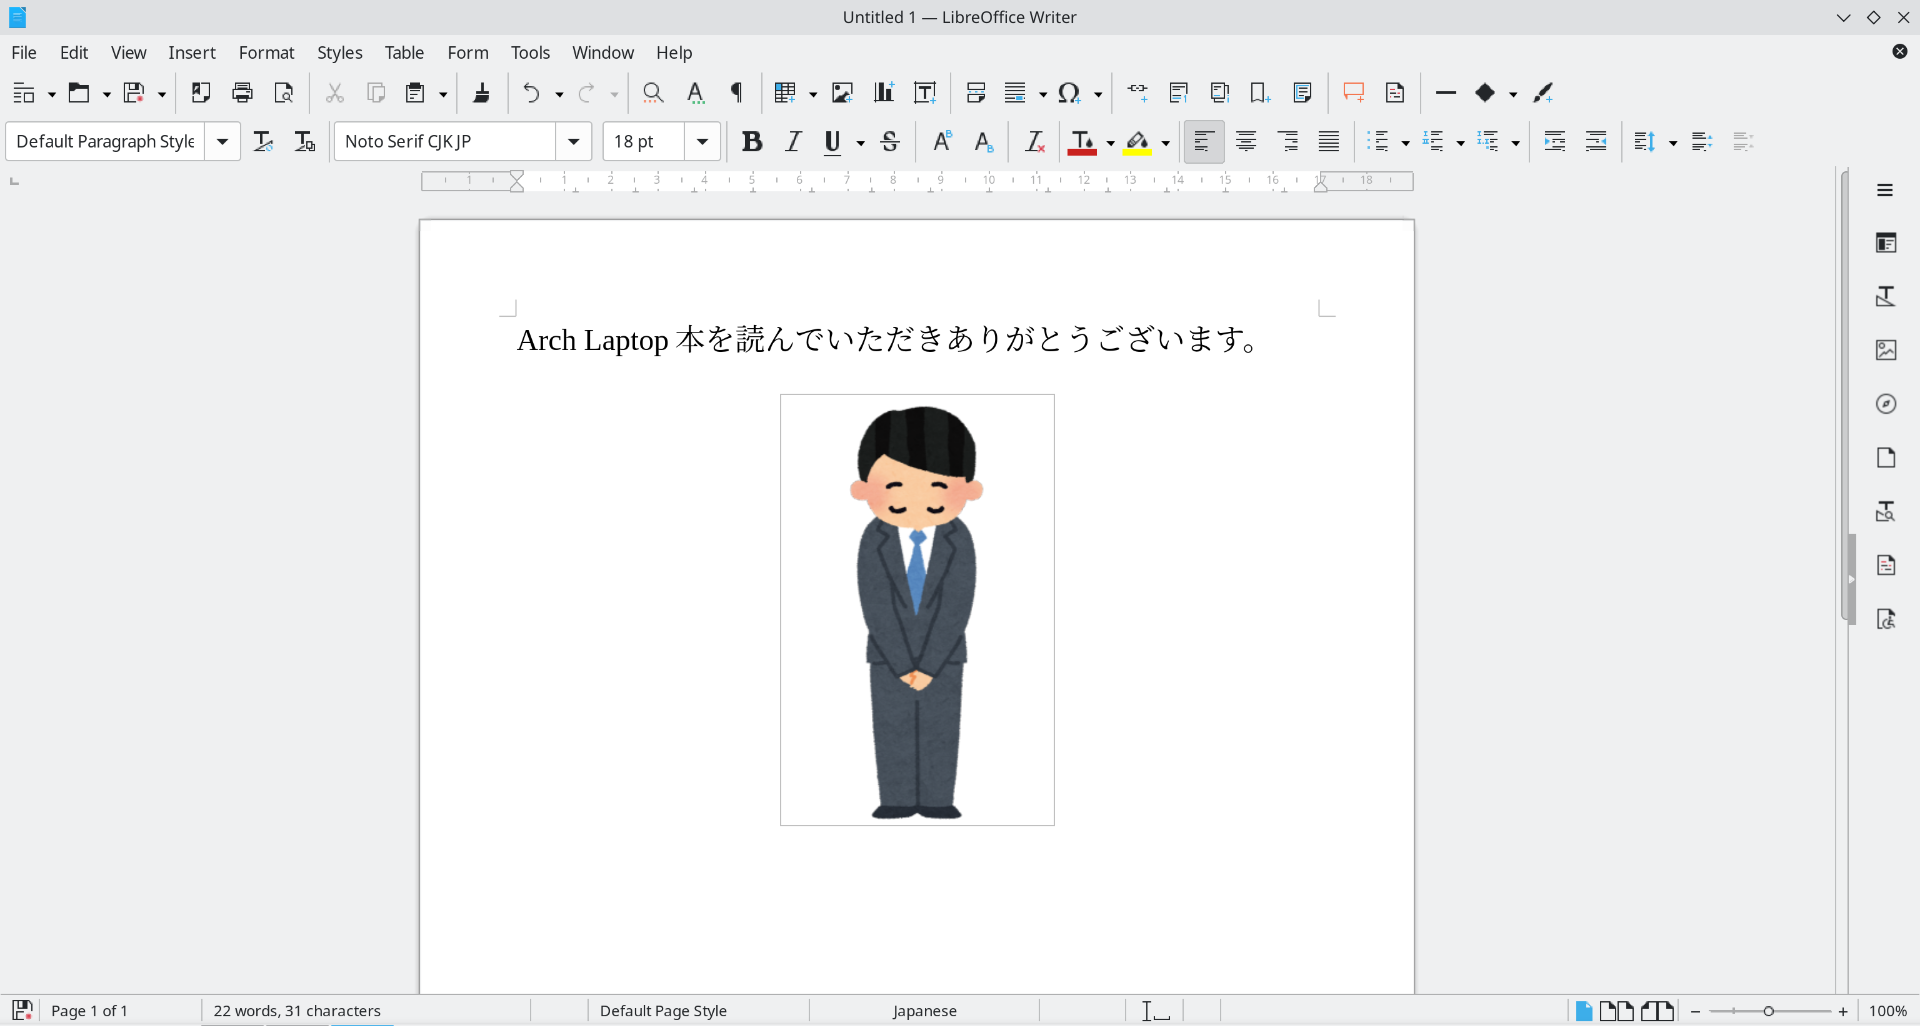 Untitled 1 — LibreOffice Writer
File Edit View Insert Format Styles Table Form Tools Window Help
Default Paragraph Style Noto Serif CJK JP 18 pt
1 1 2 3 4 5 6 7 8 9 10 11 12 13 14 15 16 17 18
Arch Laptop 本を読んでいただきありがとうございます。
Page 1 of 1 22 words, 31 characters Default Page Style Japanese 100%